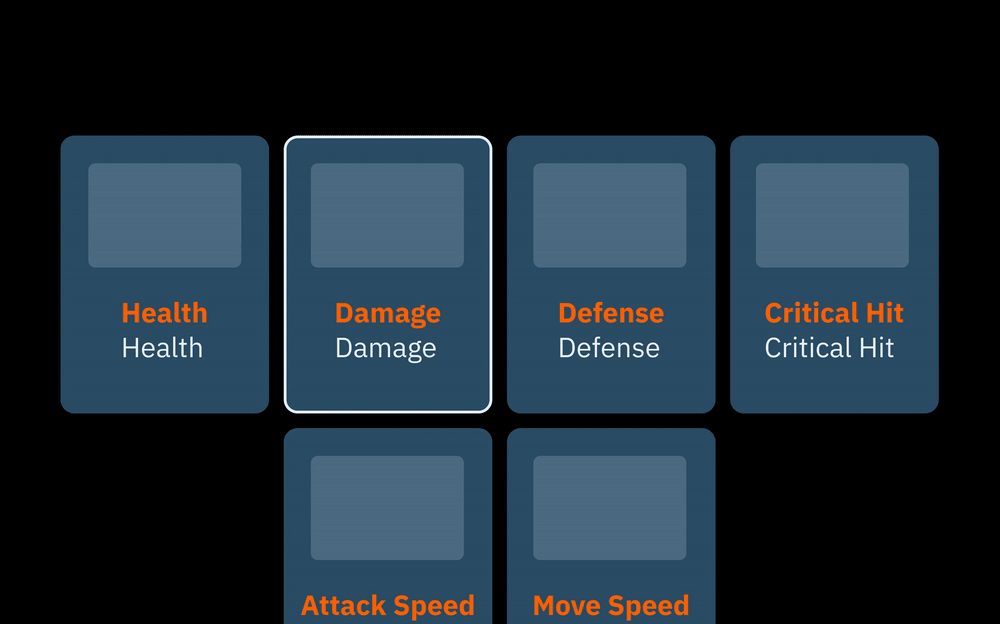 Health
Health
Damage
Damage
Defense
Defense
Critical Hit
Critical Hit
Attack Speed
Move Speed